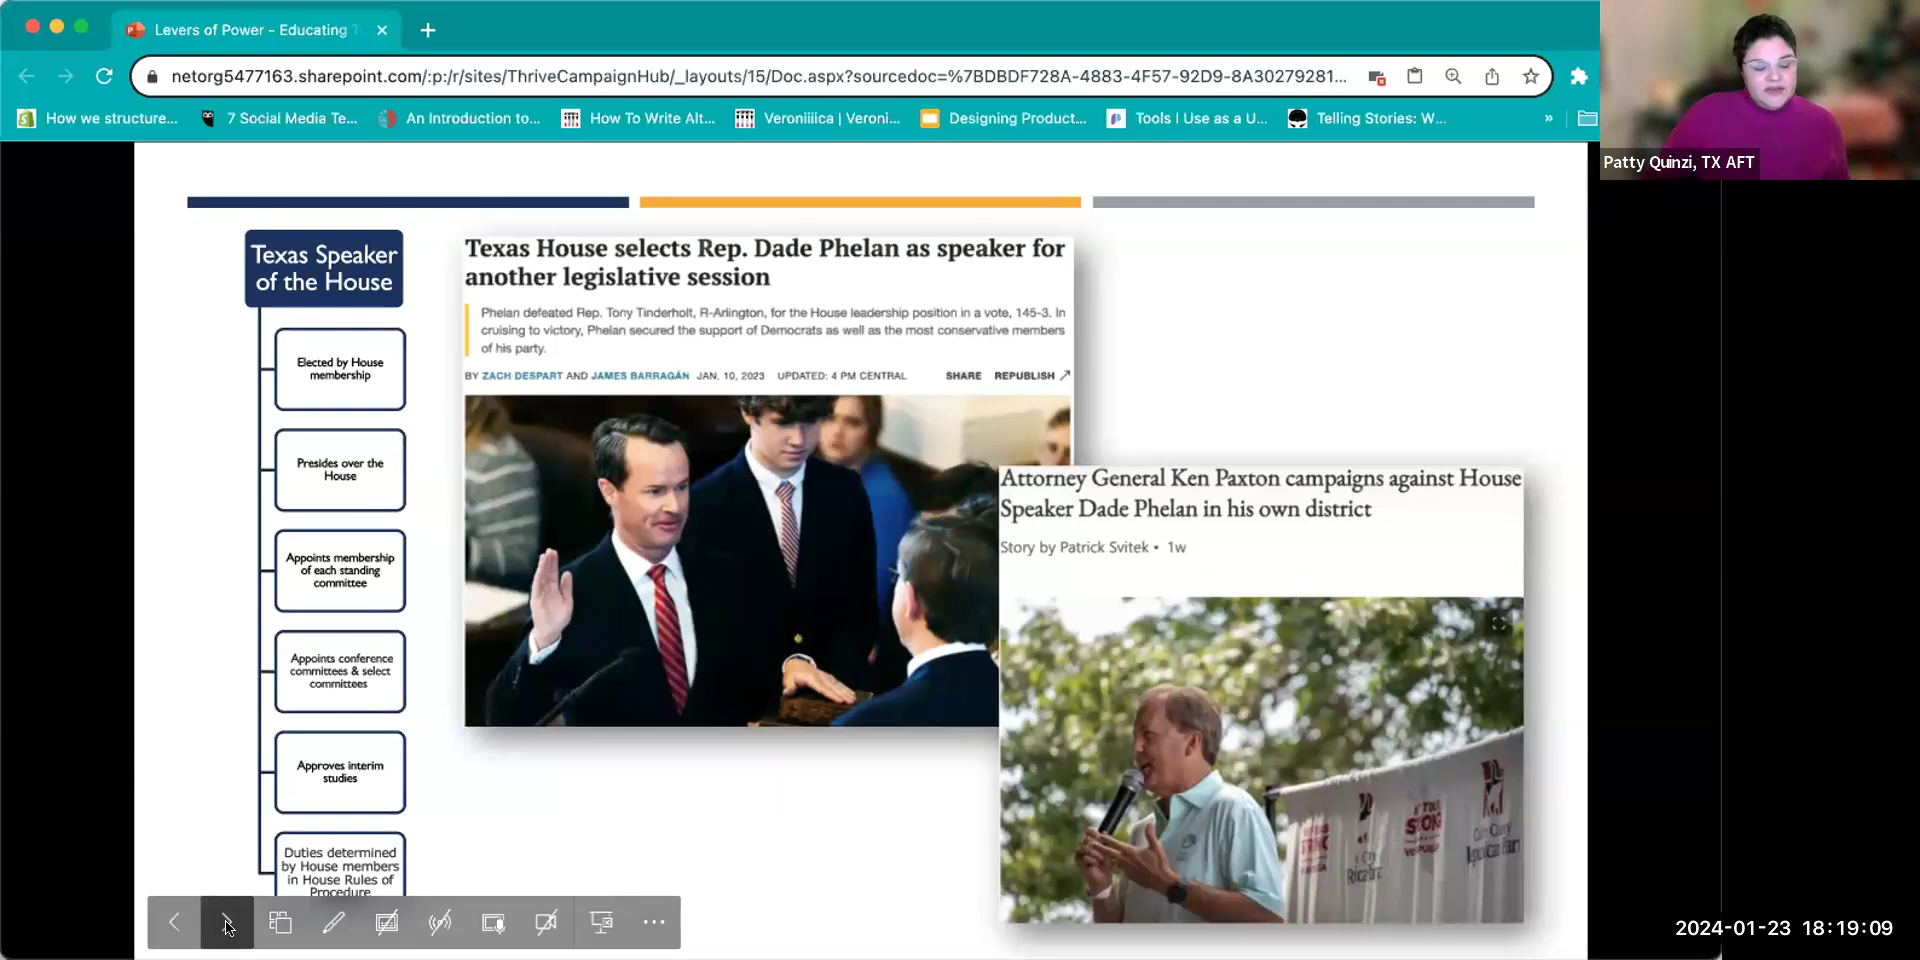 Levers of Power - Educating T
netorg5477163.sharepoint.com/:p:/r/sites/ThriveCampaignHub/_layouts/15/Doc.aspx?sourcedoc=%7BDBDF728A-4883-4F57-92D9-8A30279281...
How we structure...
7 Social Media Te...
An Introduction to...
How To Write Alt...
Veroniiiica | Veroni...
Designing Product...
Tools I Use as a U...
Telling Stories: W...
»
Patty Quinzi, TX AFT
Texas Speaker
of the House
Elected by House
membership
Presides over the
House
Appoints membership
of each standing
committee
Appoints conference
committees & select
committees
Approves interim
studies
Duties determined
by House members
in House Rules of
Procedure
Texas House selects Rep. Dade Phelan as speaker for
another legislative session
Phelan defeated Rep. Tony Tinderholt, R-Arlington, for the House leadership position in a vote, 145-3. In
cruising to victory, Phelan secured the support of Democrats as well as the most conservative members
of his party.
BY ZACH DESPART AND JAMES BARRAGÁN JAN. 10, 2023 UPDATED: 4 PM CENTRAL SHARE REPUBLISH
Attorney General Ken Paxton campaigns against House
Speaker Dade Phelan in his own district
Story by Patrick Svitek • 1w
2024-01-23 18:19:09